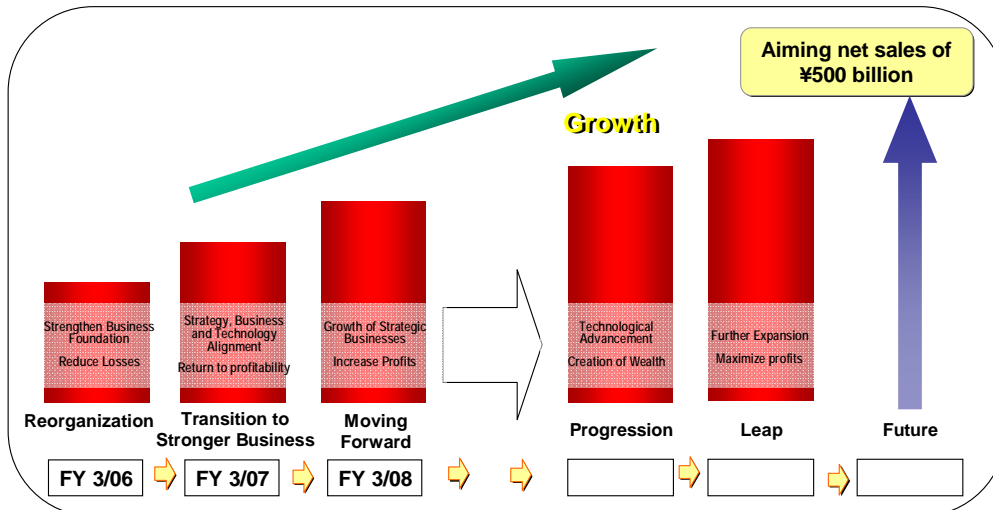 Aiming net sales of
¥500 billion
Growth
Strengthen Business
Foundation
Reduce Losses
Strategy, Business
and Technology
Alignment
Return to profitability
Growth of Strategic
Businesses
Increase Profits
Technological
Advancement
Creation of Wealth
Further Expansion
Maximize profits
Reorganization
Transition to
Stronger Business
Moving
Forward
Progression
Leap
Future
FY 3/06
FY 3/07
FY 3/08